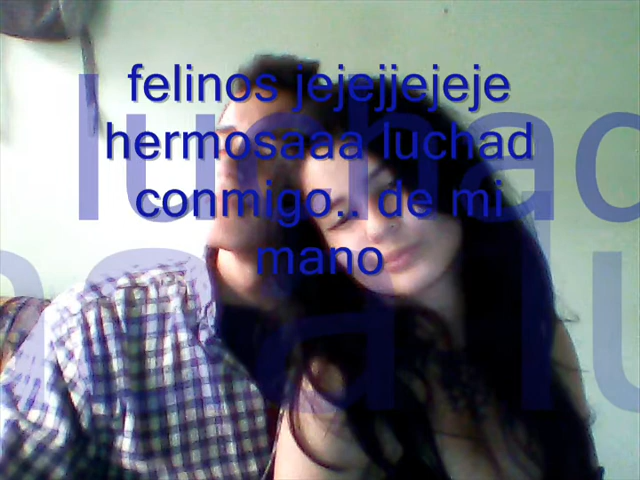 felinos jejejjejeje
hermosaaa luchad
conmigo.. de mi
mano